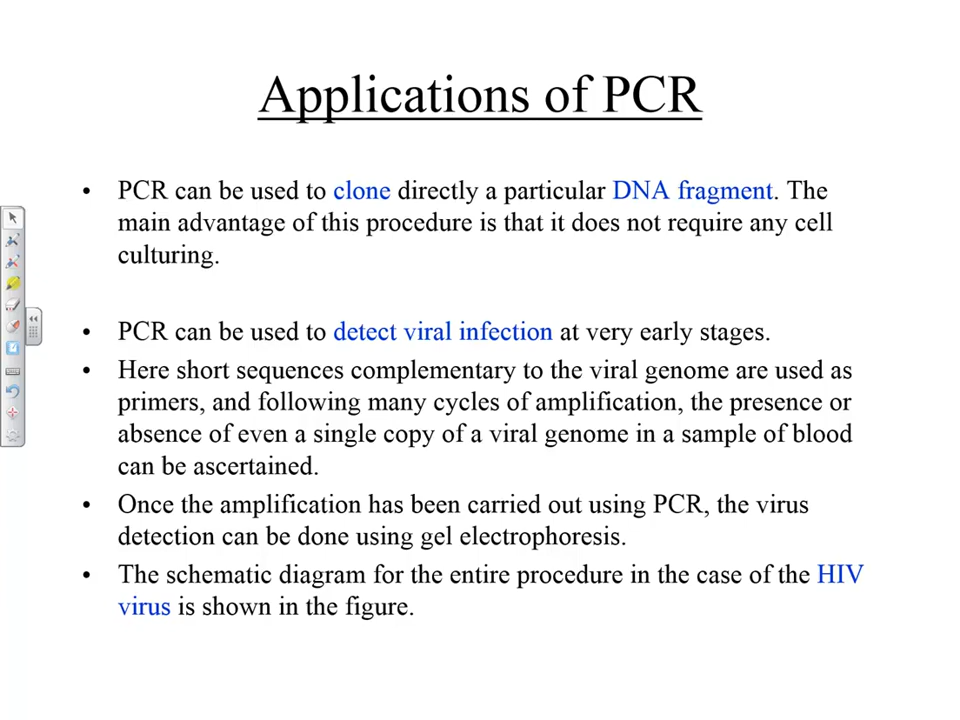 Applications of PCR
• PCR can be used to clone directly a particular DNA fragment. The
main advantage of this procedure is that it does not require any cell
culturing.
• PCR can be used to detect viral infection at very early stages.
• Here short sequences complementary to the viral genome are used as
primers, and following many cycles of amplification, the presence or
absence of even a single copy of a viral genome in a sample of blood
can be ascertained.
• Once the amplification has been carried out using PCR, the virus
detection can be done using gel electrophoresis.
• The schematic diagram for the entire procedure in the case of the HIV
virus is shown in the figure.